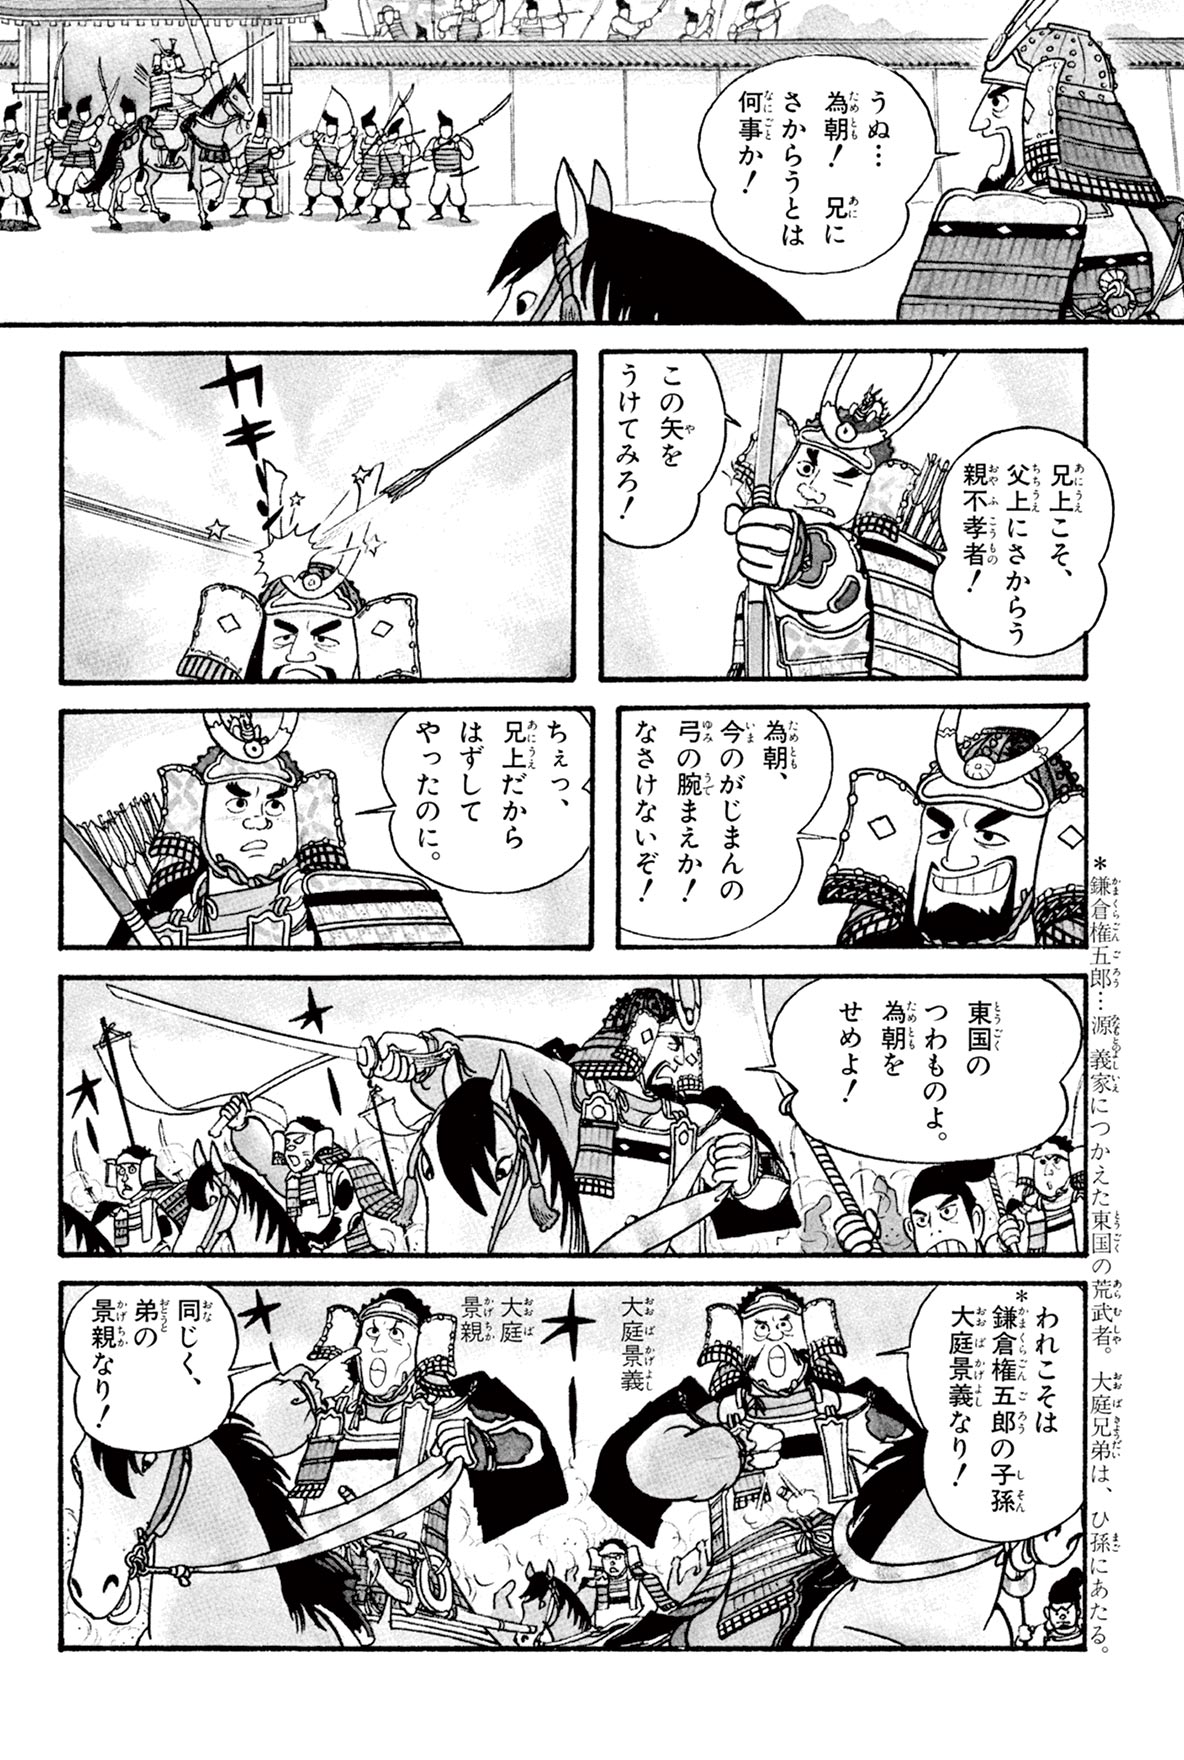 うぬ…
為朝！ 兄に
さからうとは
何事か！
兄上こそ、
父上にさからう
親不孝者！
この矢を
うけてみろ！
カキーン
為朝、
今のがじまんの
弓の腕まえか！
なさけないぞ！
ちぇっ、
兄上だから
はずして
やったのに。
東国の
つわものよ。
為朝を
せめよ！
われこそは
*鎌倉権五郎の子孫
大庭景義なり！
大庭景義
大庭
景親
同じく、
弟の
景親なり！
*鎌倉権五郎…源義家につかえた東国の荒武者。大庭兄弟は、ひ孫にあたる。